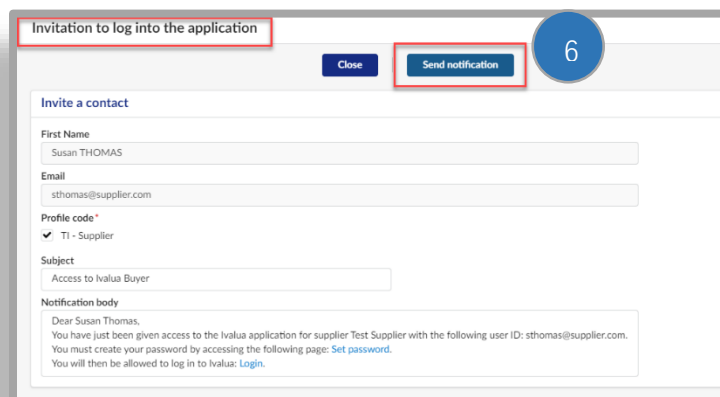 Invitation to log into the application
6
Close
Send notification
Invite a contact
First Name
Susan THOMAS
Email
sthomas@supplier.com
Profile code*
TI - Supplier
Subject
Access to Ivalua Buyer
Notification body
Dear Susan Thomas,
You have just been given access to the Ivalua application for supplier Test Supplier with the following user ID: sthomas@supplier.com.
You must create your password by accessing the following page: Set password.
You will then be allowed to log in to Ivalua: Login.